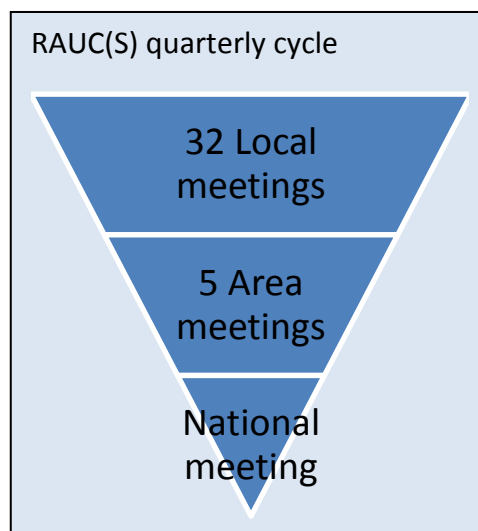 RAUC(S) quarterly cycle
32 Local
meetings
5 Area
meetings
National
meeting